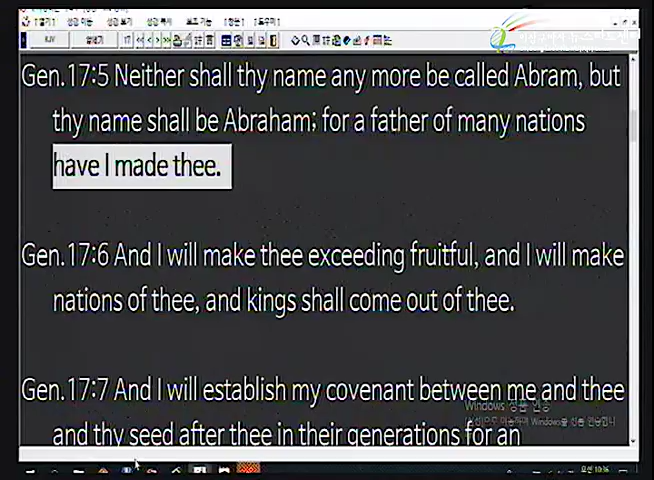 KJV
Gen.17:5 Neither shall thy name any more be called Abram, but
thy name shall be Abraham; for a father of many nations
have I made thee.
Gen.17:6 And I will make thee exceeding fruitful, and I will make
nations of thee, and kings shall come out of thee.
Gen.17:7 And I will establish my covenant between me and thee
and thy seed after thee in their generations for an
Windows 정품 인증